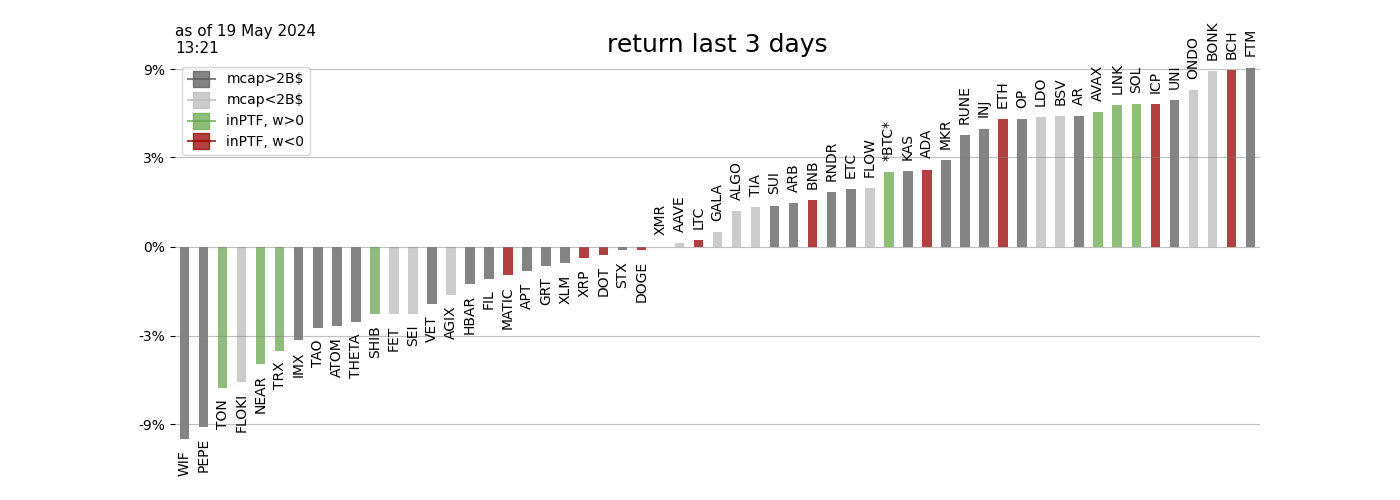 as of 19 May 2024
13:21
return last 3 days
mcap>2B$
mcap<2B$
inPTF, w>0
inPTF, w<0
9%
3%
0%
-3%
-9%
WIF
PEPE
TON
FLOKI
NEAR
TRX
IMX
TAO
ATOM
THETA
SHIB
FET
SEI
VET
AGIX
HBAR
FIL
MATIC
APT
GRT
XLM
XRP
DOT
STX
DOGE
XMR
AAVE
LTC
GALA
ALGO
TIA
SUI
ARB
BNB
RNDR
ETC
FLOW
*BTC*
KAS
ADA
MKR
RUNE
INJ
ETH
OP
LDO
BSV
AR
AVAX
LINK
SOL
ICP
UNI
ONDO
BONK
BCH
FTM